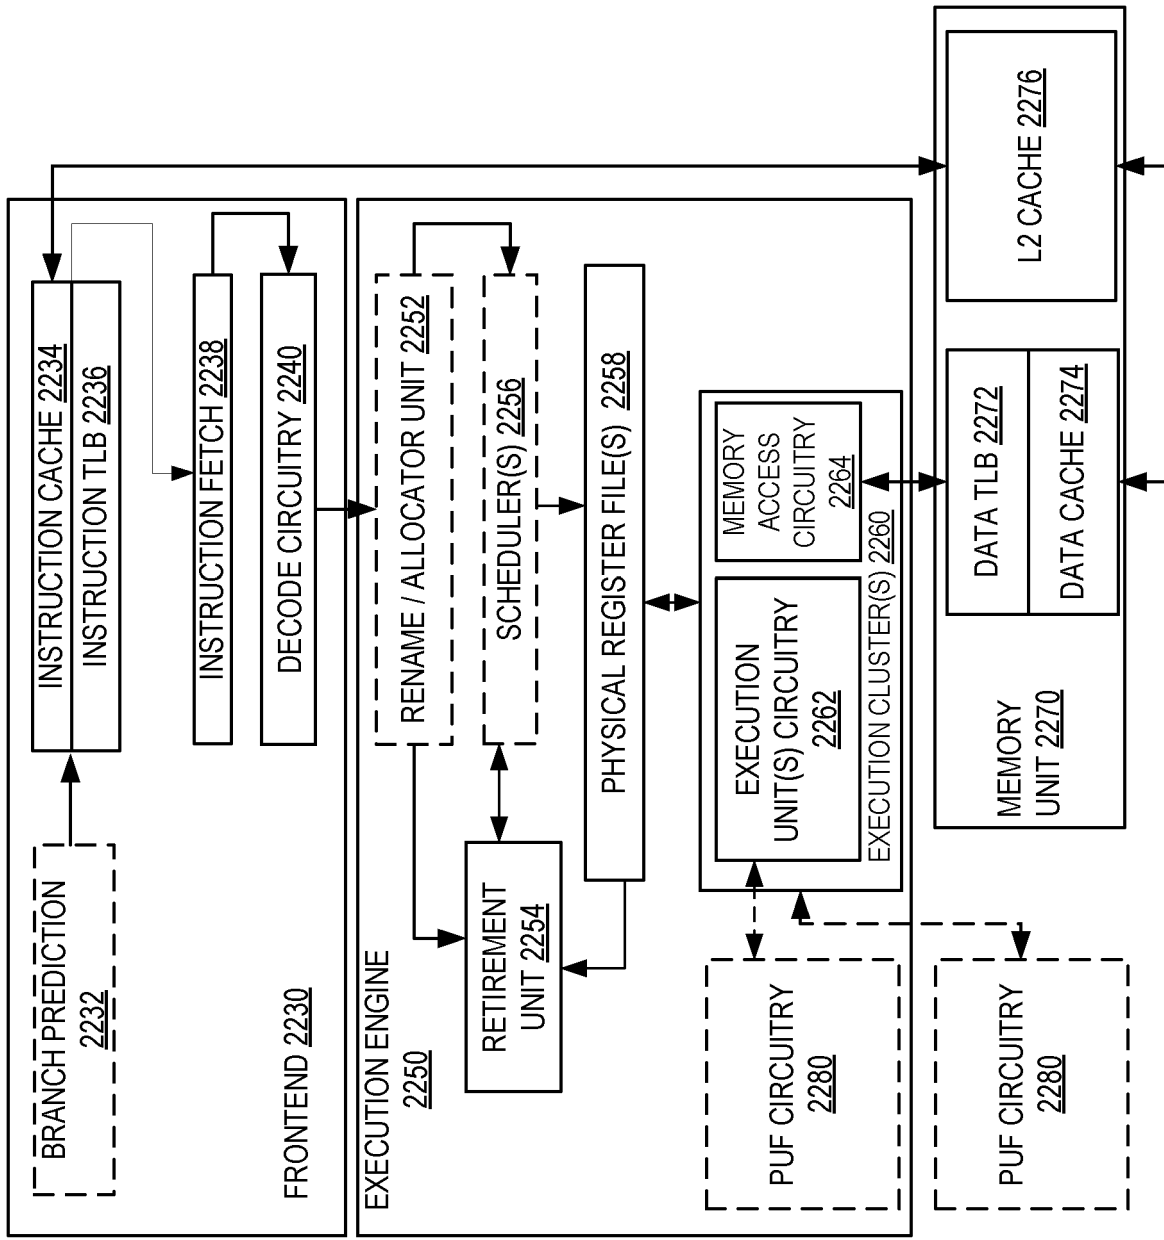 BRANCH PREDICTION
2232
INSTRUCTION CACHE 2234
INSTRUCTION TLB 2236
INSTRUCTION FETCH 2238
DECODE CIRCUITRY 2240
FRONTEND 2230
EXECUTION ENGINE
2250
RENAME / ALLOCATOR UNIT 2252
SCHEDULER(S) 2256
RETIREMENT
UNIT 2254
PHYSICAL REGISTER FILE(S) 2258
EXECUTION
UNIT(S) CIRCUITRY
2262
MEMORY
ACCESS
CIRCUITRY
2264
EXECUTION CLUSTER(S) 2260
PUF CIRCUITRY
2280
PUF CIRCUITRY
2280
MEMORY
UNIT 2270
DATA TLB 2272
DATA CACHE 2274
L2 CACHE 2276